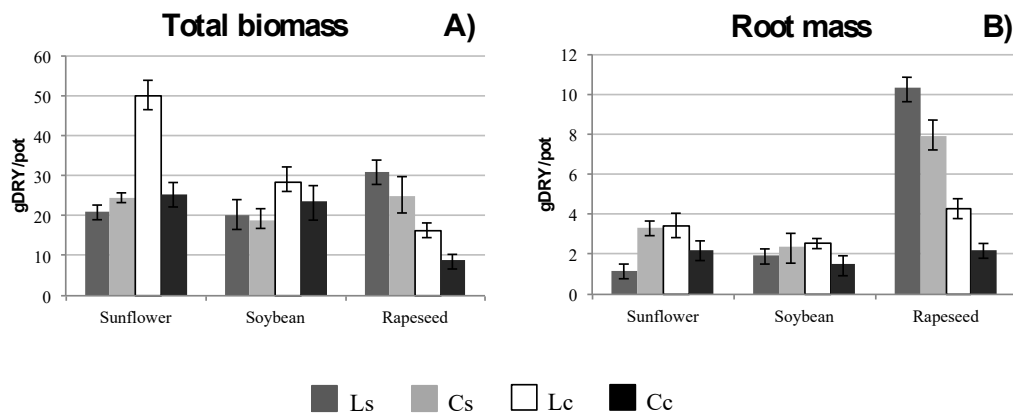 Total biomass A)
60
50
40
30
20
10
0
gDRY/pot
Sunflower Soybean Rapeseed
Root mass B)
12
10
8
6
4
2
0
gDRY/pot
Sunflower Soybean Rapeseed
Ls Cs Lc Cc